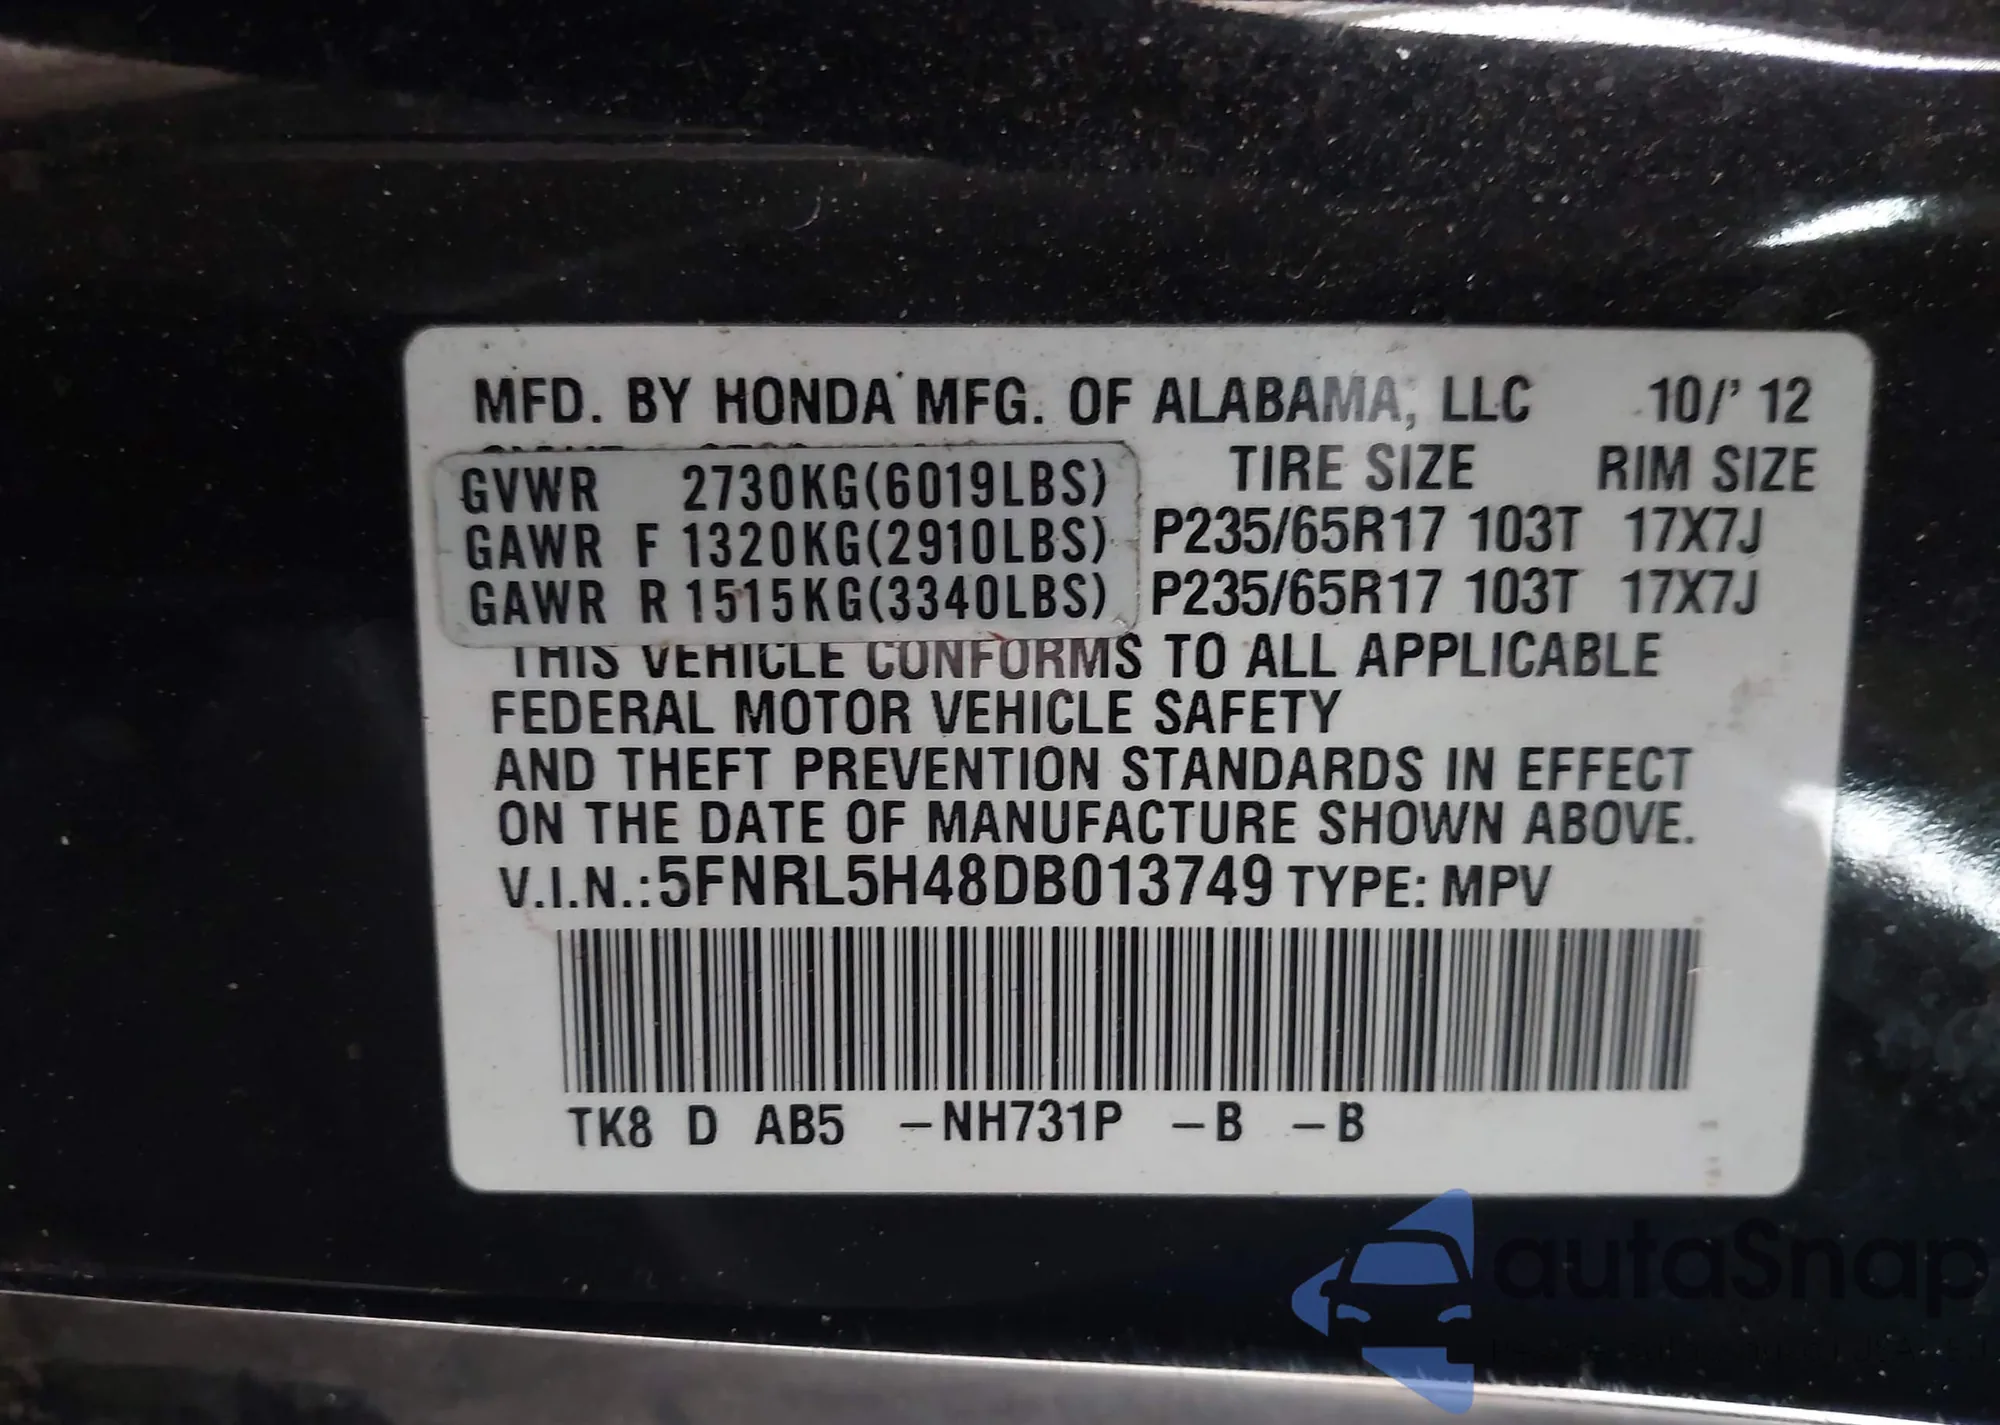 MFD. BY HONDA MFG. OF ALABAMA, LLC 10/' 12
TIRE SIZE RIM SIZE
GVWR 2730KG(6019LBS)
GAWR F 1320KG(2910LBS) P235/65R17 103T 17X7J
GAWR R 1515KG(3340LBS) P235/65R17 103T 17X7J
THIS VEHICLE CONFORMS TO ALL APPLICABLE
FEDERAL MOTOR VEHICLE SAFETY
AND THEFT PREVENTION STANDARDS IN EFFECT
ON THE DATE OF MANUFACTURE SHOWN ABOVE.
V.I.N.:5FNRL5H48DB013749 TYPE: MPV
TK8 D AB5 –NH731P –B –B
autaSnap